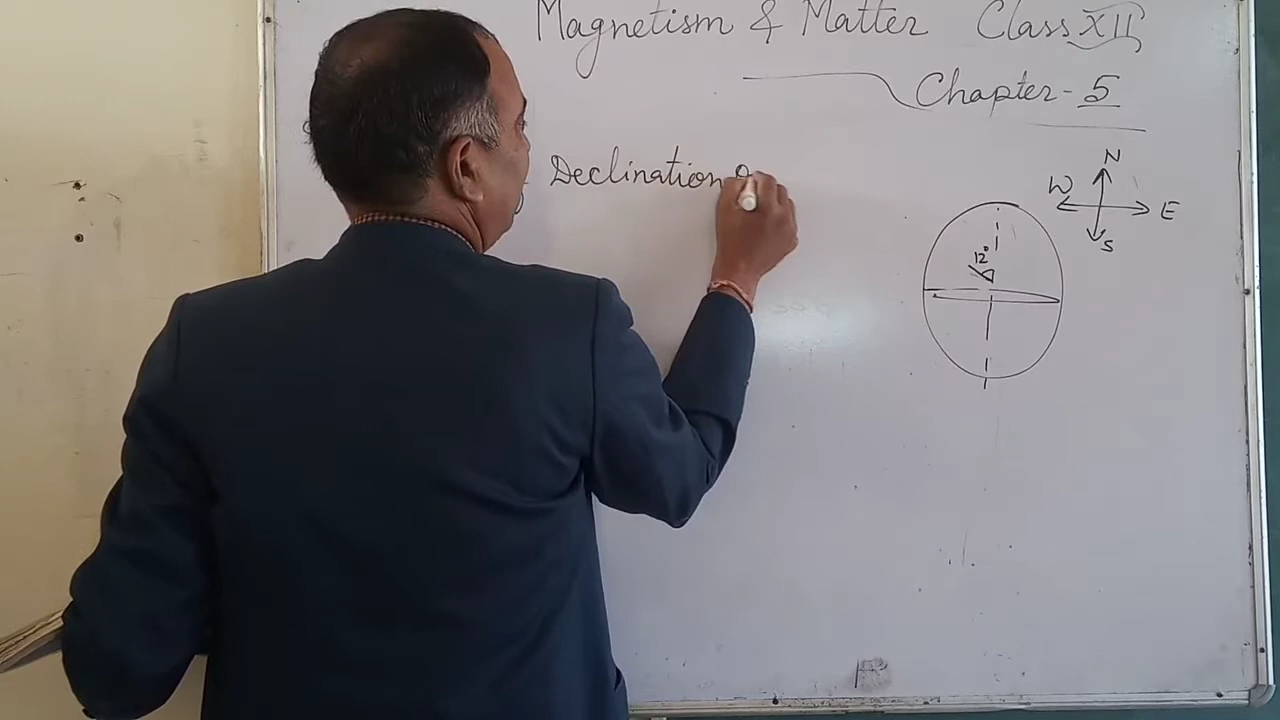 Magnetism & Matter Class XII
Chapter - 5
Declination
N
W
E
S
12°